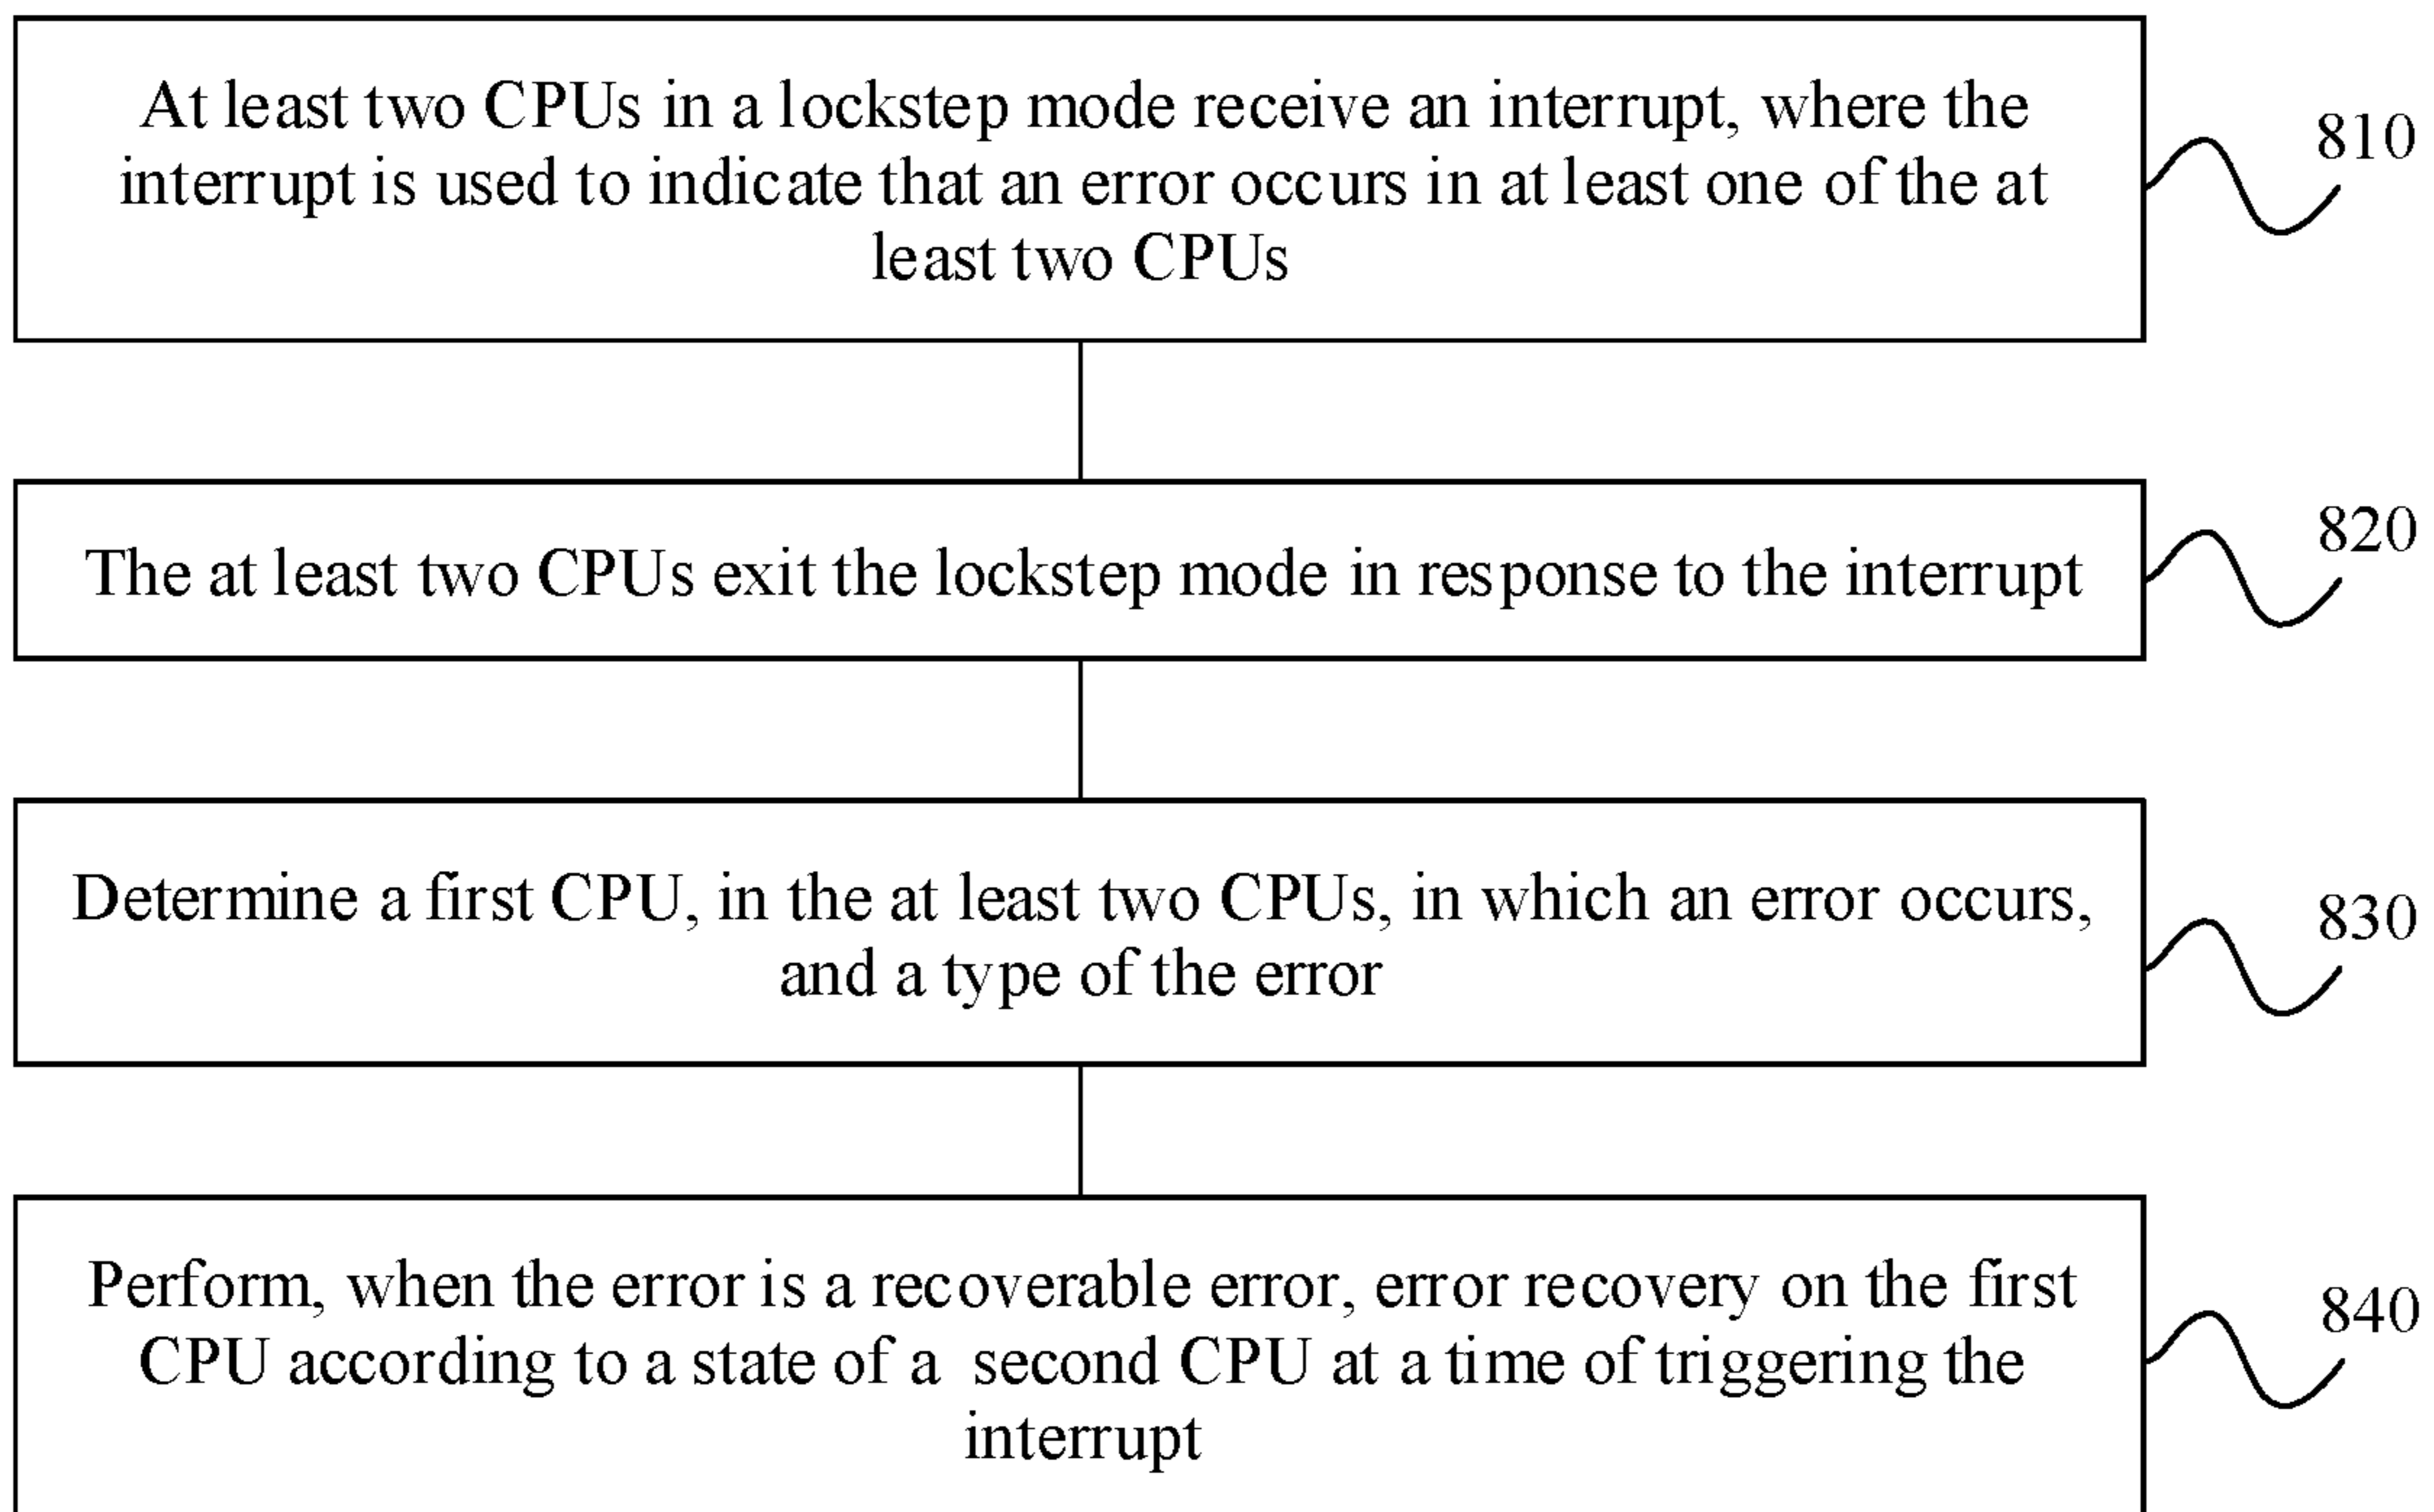 At least two CPUs in a lockstep mode receive an interrupt, where the
interrupt is used to indicate that an error occurs in at least one of the at
least two CPUs
810
The at least two CPUs exit the lockstep mode in response to the interrupt
820
Determine a first CPU, in the at least two CPUs, in which an error occurs,
and a type of the error
830
Perform, when the error is a recoverable error, error recovery on the first
CPU according to a state of a second CPU at a time of triggering the
interrupt
840